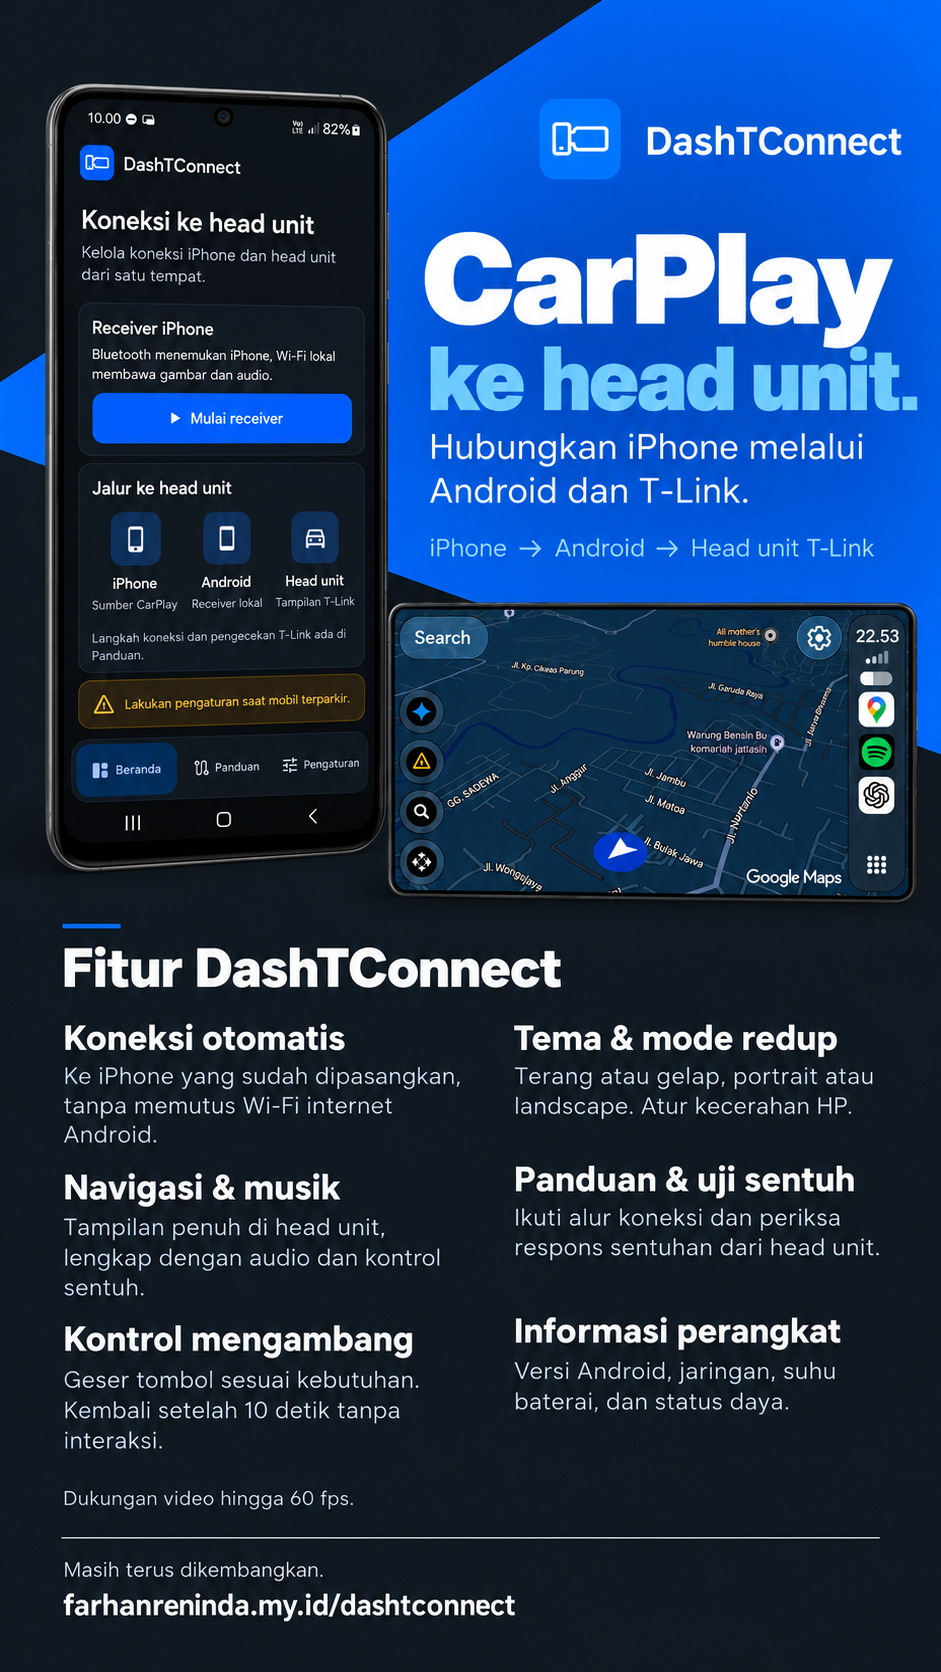 10.00
Vo)
LTE
82%
DashTConnect
Koneksi ke head unit
Kelola koneksi iPhone dan head unit
dari satu tempat.
Receiver iPhone
Bluetooth menemukan iPhone, Wi-Fi lokal
membawa gambar dan audio.
Mulai receiver
Jalur ke head unit
iPhone
Sumber CarPlay
Android
Receiver lokal
Head unit
Tampilan T-Link
Langkah koneksi dan pengecekan T-Link ada di
Panduan.
Lakukan pengaturan saat mobil terparkir.
Beranda
Panduan
Pengaturan
DashTConnect
CarPlay
ke head unit.
Hubungkan iPhone melalui
Android dan T-Link.
iPhone → Android → Head unit T-Link
Search
All mother's
humble house
22.53
Jl. Kp. Cikeas Parung
Jl. Garuda Raya
Warung Bensin Bu
komariah jatiasih
GG. SADEWA
Jl. Anggur
Jl. Jambu
Jl. Matoa
Jl. Nurtanio
Jl. Bulak Jawa
Jl. Wongsjaya
Google Maps
Fitur DashTConnect
Koneksi otomatis
Ke iPhone yang sudah dipasangkan,
tanpa memutus Wi-Fi internet
Android.
Navigasi & musik
Tampilan penuh di head unit,
lengkap dengan audio dan kontrol
sentuh.
Kontrol mengambang
Geser tombol sesuai kebutuhan.
Kembali setelah 10 detik tanpa
interaksi.
Tema & mode redup
Terang atau gelap, portrait atau
landscape. Atur kecerahan HP.
Panduan & uji sentuh
Ikuti alur koneksi dan periksa
respons sentuhan dari head unit.
Informasi perangkat
Versi Android, jaringan, suhu
baterai, dan status daya.
Dukungan video hingga 60 fps.
Masih terus dikembangkan.
farhanreninda.my.id/dashtconnect